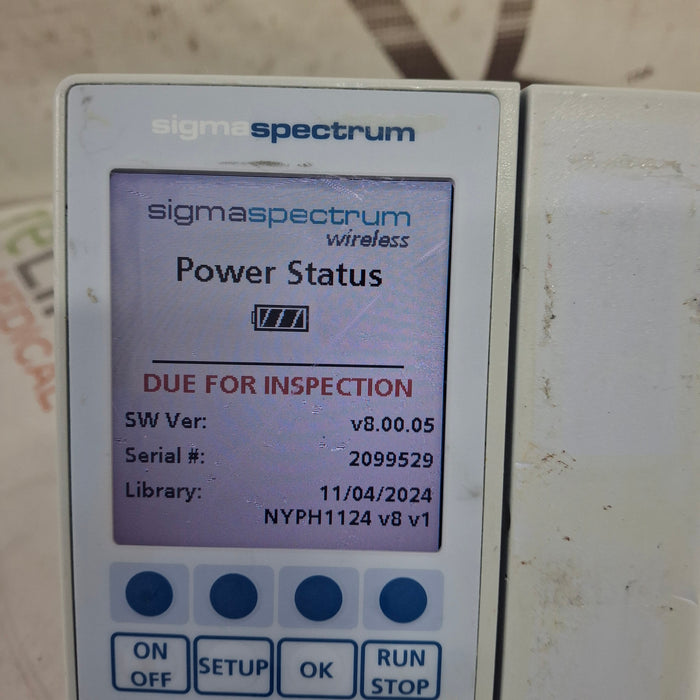 sigmaspectrum
sigmaspectrum
wireless
Power Status
DUE FOR INSPECTION
SW Ver: v8.00.05
Serial #: 2099529
Library: 11/04/2024
NYPH1124 v8 v1
ON
OFF
SETUP
OK
RUN
STOP
MEDICAL